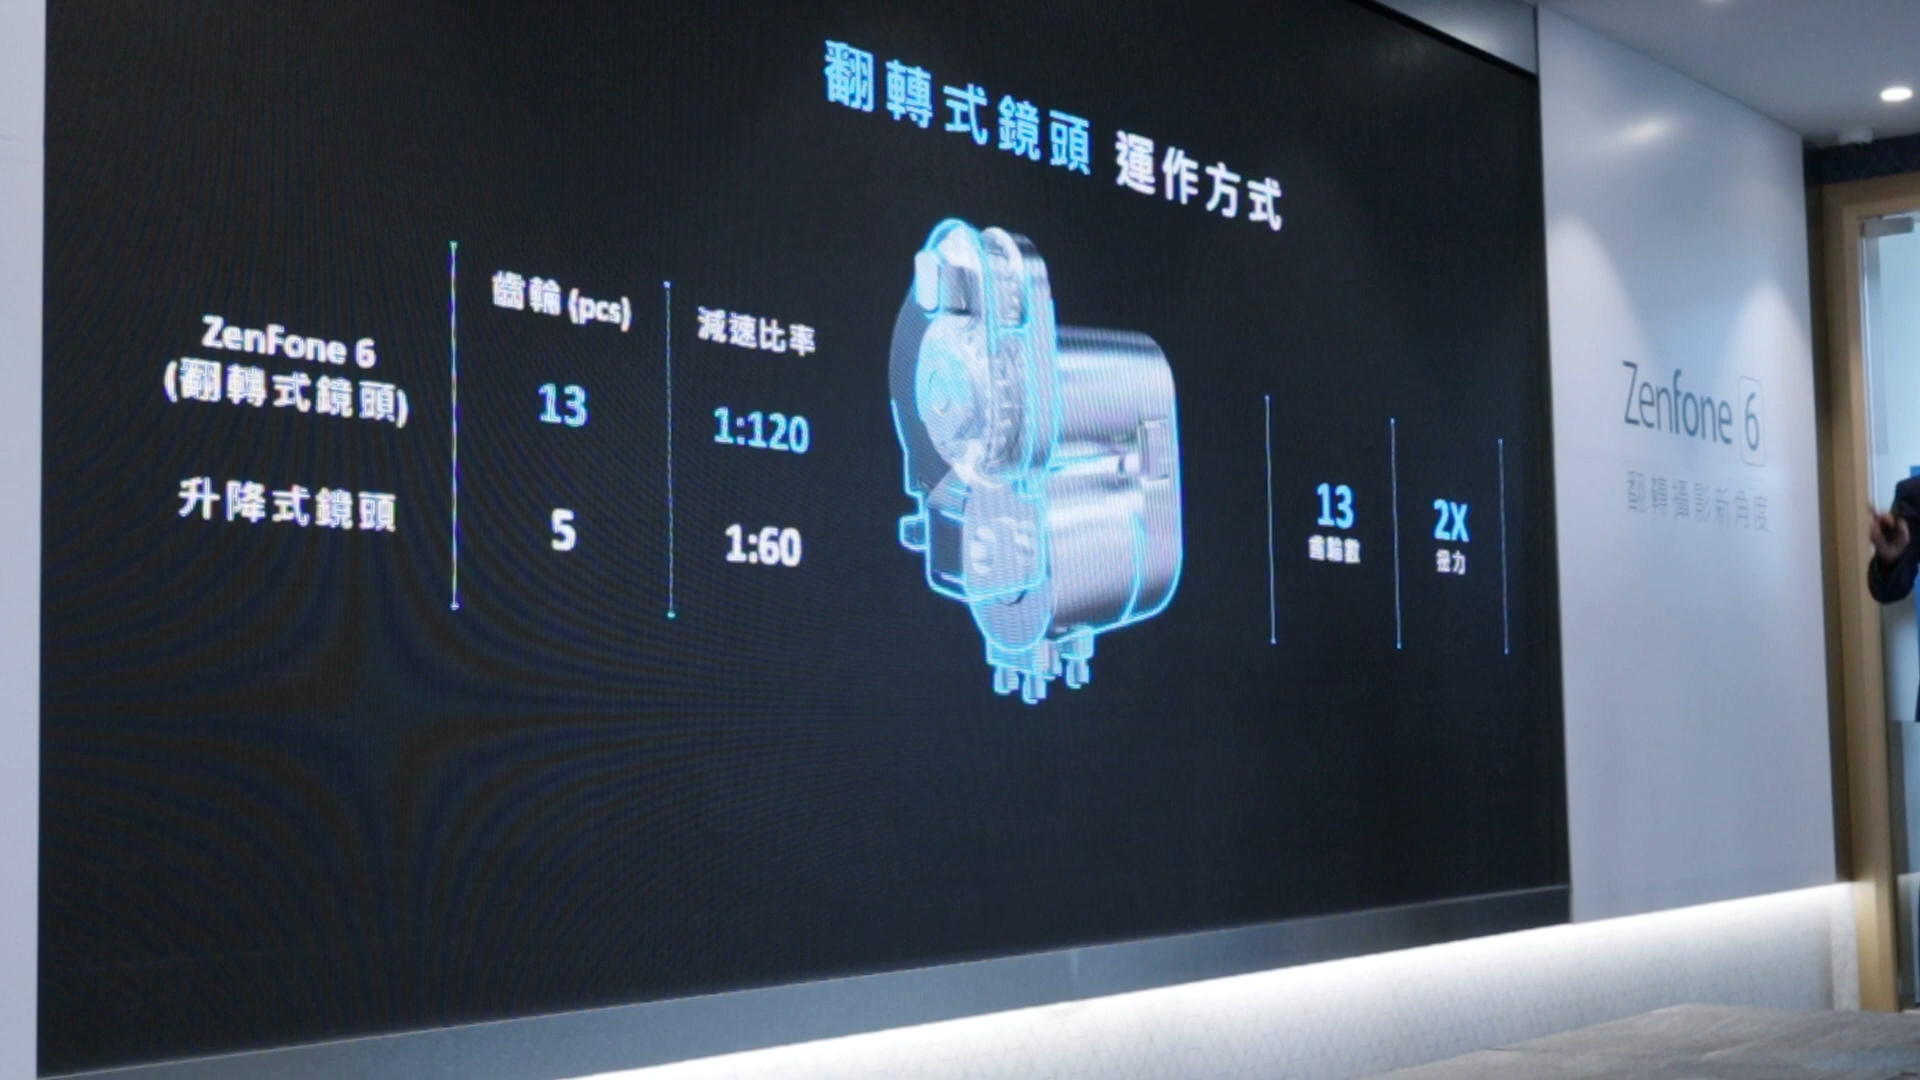 翻轉式鏡頭 運作方式
齒輪 (pcs)
減速比率
ZenFone 6
(翻轉式鏡頭)
13
1:120
升降式鏡頭
5
1:60
13
齒輪數
2X
扭力
Zenfone 6
翻轉攝影新角度